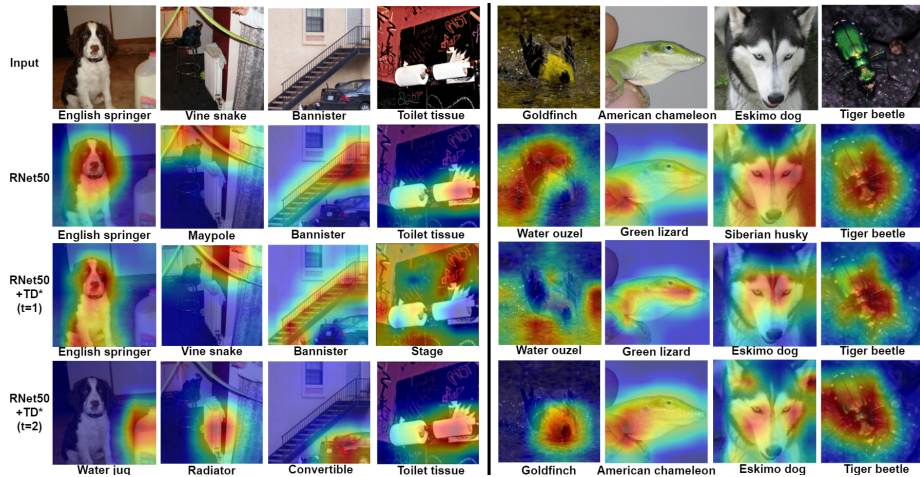 Input
English springer Vine snake Bannister Toilet tissue Goldfinch American chameleon Eskimo dog Tiger beetle
RNet50
English springer Maypole Bannister Toilet tissue Water ouzel Green lizard Siberian husky Tiger beetle
RNet50
+TD*
(t=1)
English springer Vine snake Bannister Stage Water ouzel Green lizard Eskimo dog Tiger beetle
RNet50
+TD*
(t=2)
Water jug Radiator Convertible Toilet tissue Goldfinch American chameleon Eskimo dog Tiger beetle